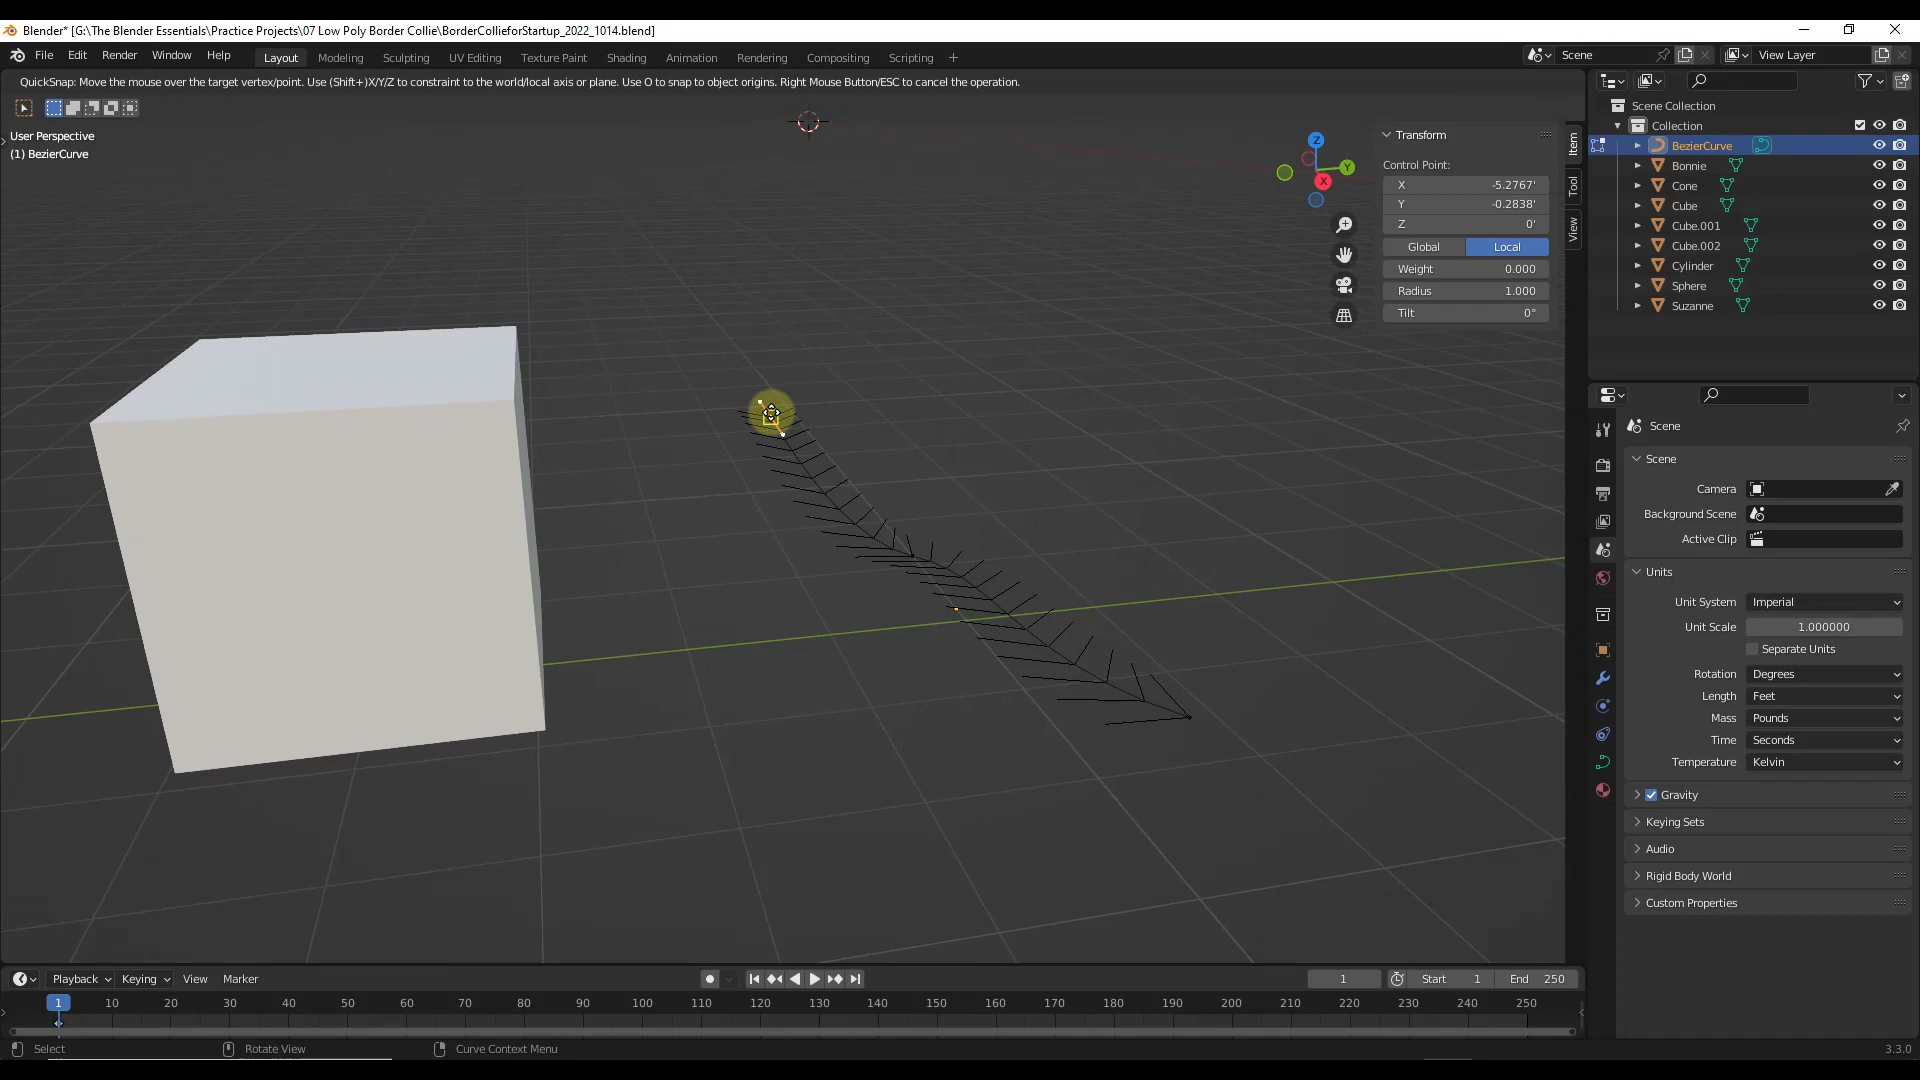 Blender* [G:\The Blender Essentials\Practice Projects\07 Low Poly Border Collie\BorderCollieforStartup_2022_1014.blend]
File Edit Render Window Help Layout Modeling Sculpting UV Editing Texture Paint Shading Animation Rendering Compositing Scripting + Scene View Layer
QuickSnap: Move the mouse over the target vertex/point. Use (Shift+)X/Y/Z to constraint to the world/local axis or plane. Use O to snap to object origins. Right Mouse Button/ESC to cancel the operation.
User Perspective
(1) BezierCurve
Z
Y
X
Transform
Control Point:
X -5.2767'
Y -0.2838'
Z 0'
Global Local
Weight 0.000
Radius 1.000
Tilt 0°
Item
Tool
View
Scene Collection
Collection
BezierCurve
Bonnie
Cone
Cube
Cube.001
Cube.002
Cylinder
Sphere
Suzanne
Scene
Scene
Camera
Background Scene
Active Clip
Units
Unit System Imperial
Unit Scale 1.000000
Separate Units
Rotation Degrees
Length Feet
Mass Pounds
Time Seconds
Temperature Kelvin
Gravity
Keying Sets
Audio
Rigid Body World
Custom Properties
Playback Keying View Marker 1 Start 1 End 250
1 10 20 30 40 50 60 70 80 90 100 110 120 130 140 150 160 170 180 190 200 210 220 230 240 250
Select Rotate View Curve Context Menu 3.3.0